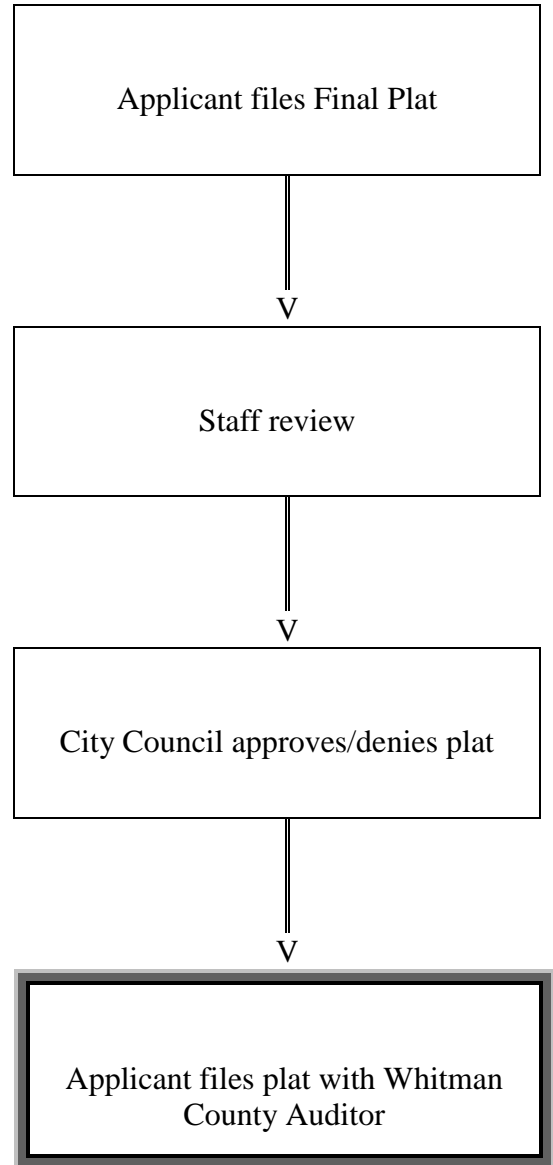 Applicant files Final Plat
V
Staff review
V
City Council approves/denies plat
V
Applicant files plat with Whitman
County Auditor